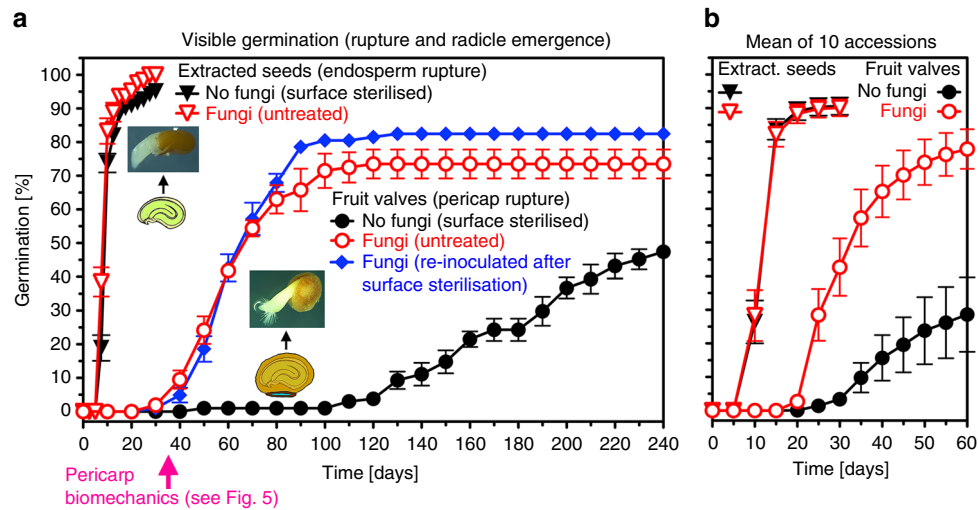 a
Visible germination (rupture and radicle emergence)
Extracted seeds (endosperm rupture)
No fungi (surface sterilised)
Fungi (untreated)
Fruit valves (pericap rupture)
No fungi (surface sterilised)
Fungi (untreated)
Fungi (re-inoculated after
surface sterilisation)
Germination [%]
100
90
80
70
60
50
40
30
20
10
0
0 20 40 60 80 100 120 140 160 180 200 220 240
Time [days]
Pericarp
biomechanics (see Fig. 5)
b
Mean of 10 accessions
Extract. seeds
Fruit valves
No fungi
Fungi
0 10 20 30 40 50 60
Time [days]